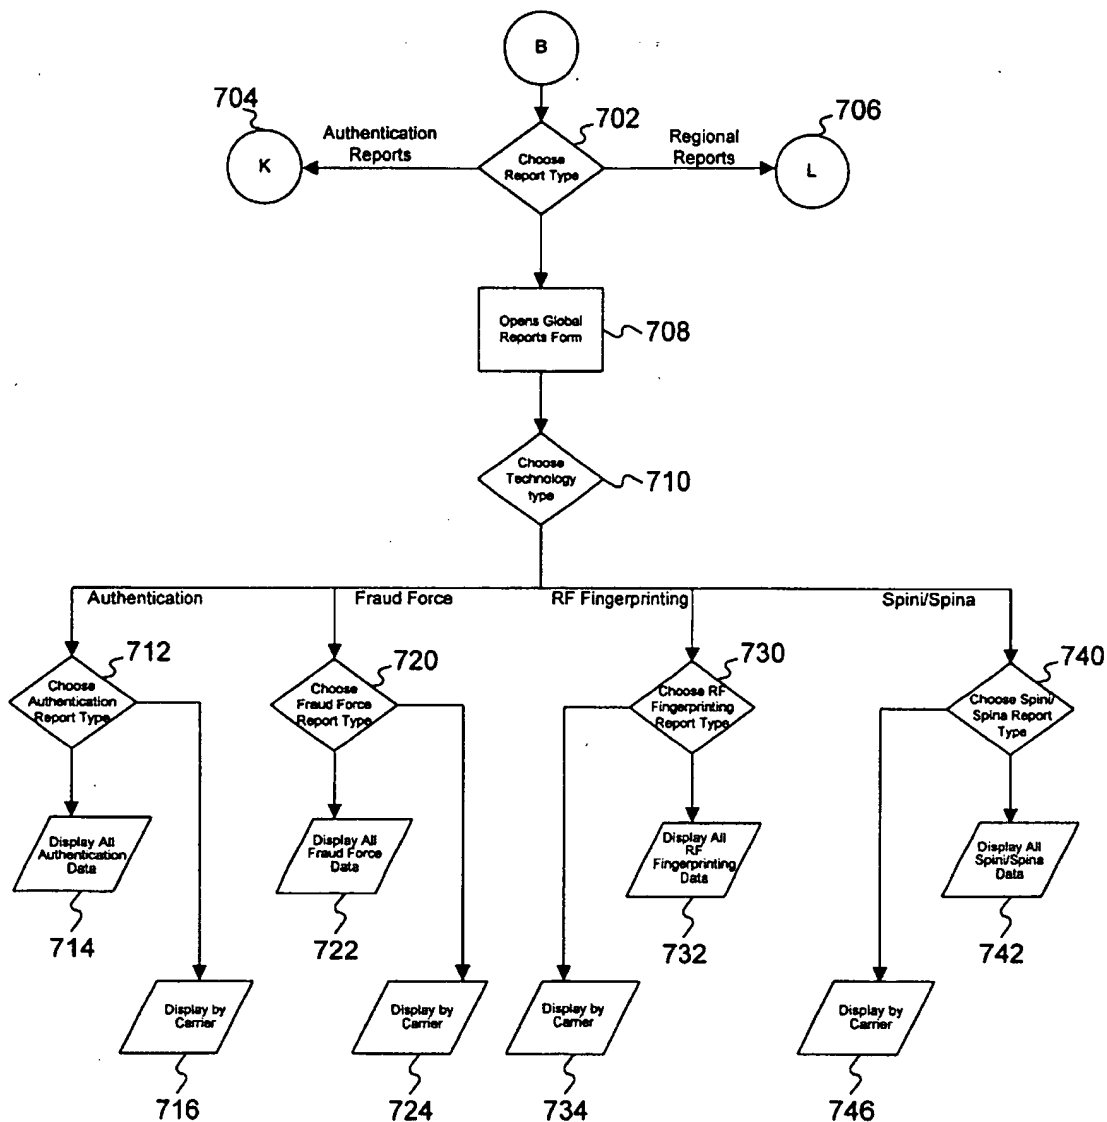 B
704
702
706
Authentication
Reports
Regional
Reports
K
Choose
Report Type
L
Opens Global
Reports Form
708
Choose
Technology
type
710
Authentication
Fraud Force
RF Fingerprinting
Spini/Spina
712
720
730
740
Choose
Authentication
Report Type
Choose
Fraud Force
Report Type
Choose RF
Fingerprinting
Report Type
Choose Spini/
Spina Report
Type
Display All
Authentication
Data
Display All
Fraud Force
Data
Display All
RF
Fingerprinting
Data
Display All
Spini/Spina
Data
714
722
732
742
Display by
Carrier
Display by
Carrier
Display by
Carrier
Display by
Carrier
716
724
734
746